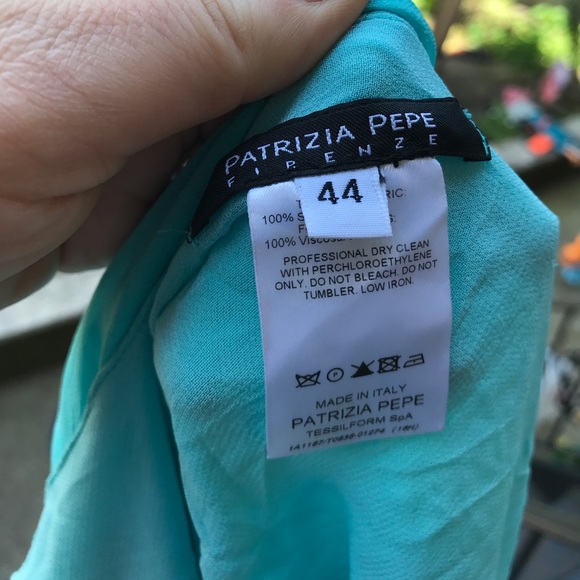 PATRIZIA PEPE
FIRENZE
44
RIC:
100% S
100% Viscos
PROFESSIONAL DRY CLEAN
WITH PERCHLOROETHYLENE
ONLY. DO NOT BLEACH. DO NOT
TUMBLER. LOW IRON.
MADE IN ITALY
PATRIZIA PEPE
TESSILFORM SpA